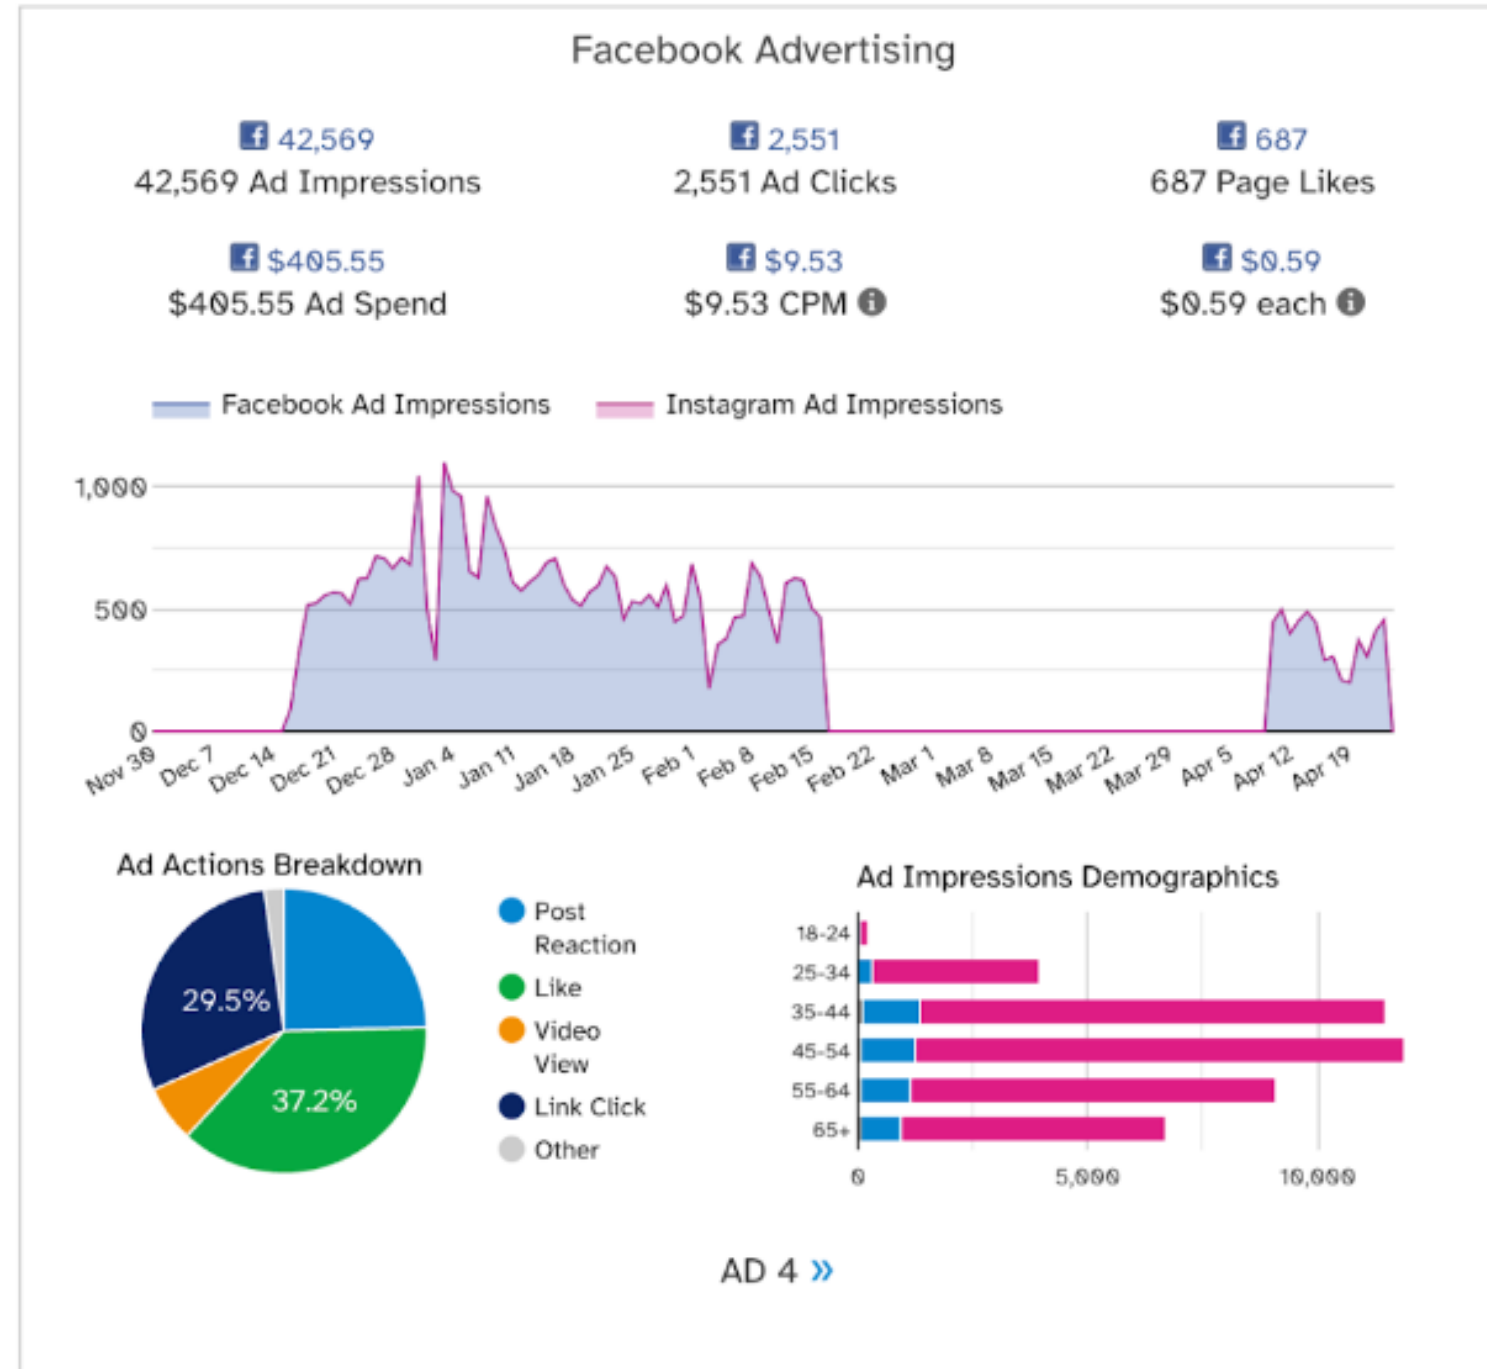 Facebook Advertising
42,569
42,569 Ad Impressions
2,551
2,551 Ad Clicks
687
687 Page Likes
$405.55
$405.55 Ad Spend
$9.53
$9.53 CPM
$0.59
$0.59 each
Facebook Ad Impressions
Instagram Ad Impressions
1,000
500
0
Nov 30
Dec 7
Dec 14
Dec 21
Dec 28
Jan 4
Jan 11
Jan 18
Jan 25
Feb 1
Feb 8
Feb 15
Feb 22
Mar 1
Mar 8
Mar 15
Mar 22
Mar 29
Apr 5
Apr 12
Apr 19
Ad Actions Breakdown
29.5%
37.2%
Post
Reaction
Like
Video
View
Link Click
Other
Ad Impressions Demographics
18-24
25-34
35-44
45-54
55-64
65+
0
5,000
10,000
AD 4 »